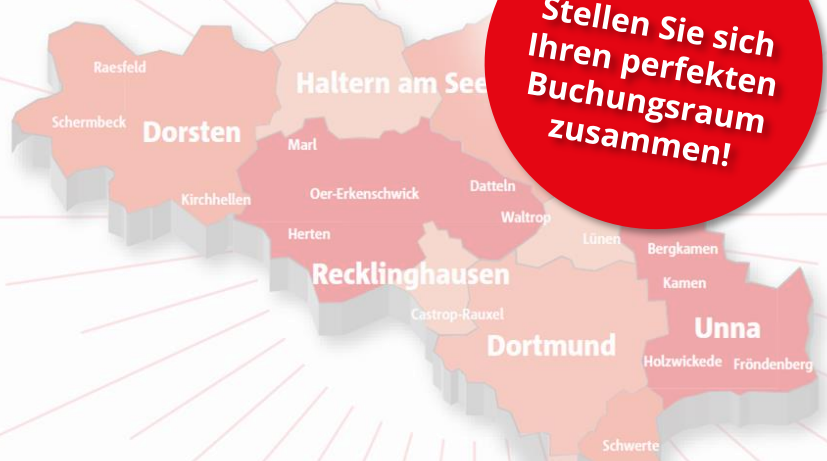 Stellen Sie sich
Ihren perfekten
Buchungsraum
zusammen!
Raesfeld
Haltern am See
Schermbeck
Dorsten
Marl
Oer-Erkenschwick
Datteln
Kirchhellen
Waltrop
Herten
Lünen
Bergkamen
Recklinghausen
Kamen
Castrop-Rauxel
Unna
Dortmund
Holzwickede
Fröndenberg
Schwerte